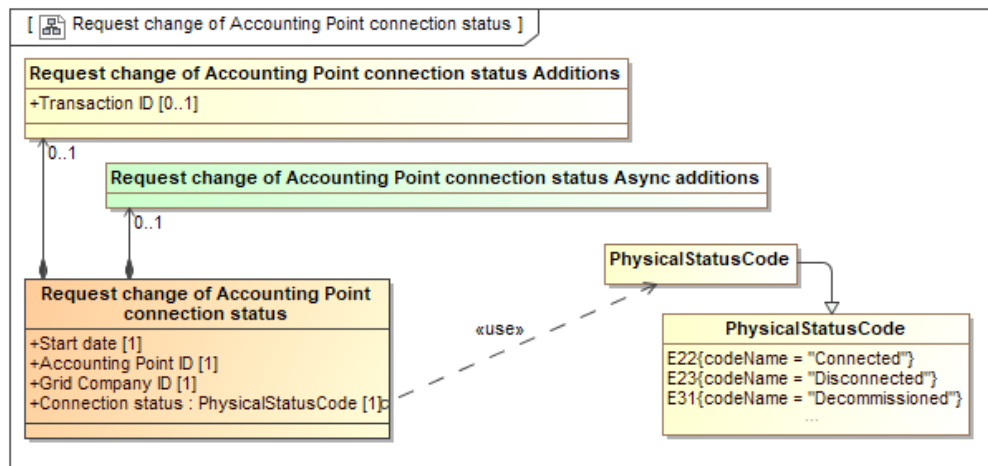 [ Request change of Accounting Point connection status ]
Request change of Accounting Point connection status Additions
+Transaction ID [0..1]
0..1
Request change of Accounting Point connection status Async additions
0..1
Request change of Accounting Point
connection status
+Start date [1]
+Accounting Point ID [1]
+Grid Company ID [1]
+Connection status : PhysicalStatusCode [1]
«use»
PhysicalStatusCode
PhysicalStatusCode
E22{codeName = "Connected"}
E23{codeName = "Disconnected"}
E31{codeName = "Decommissioned"}
...